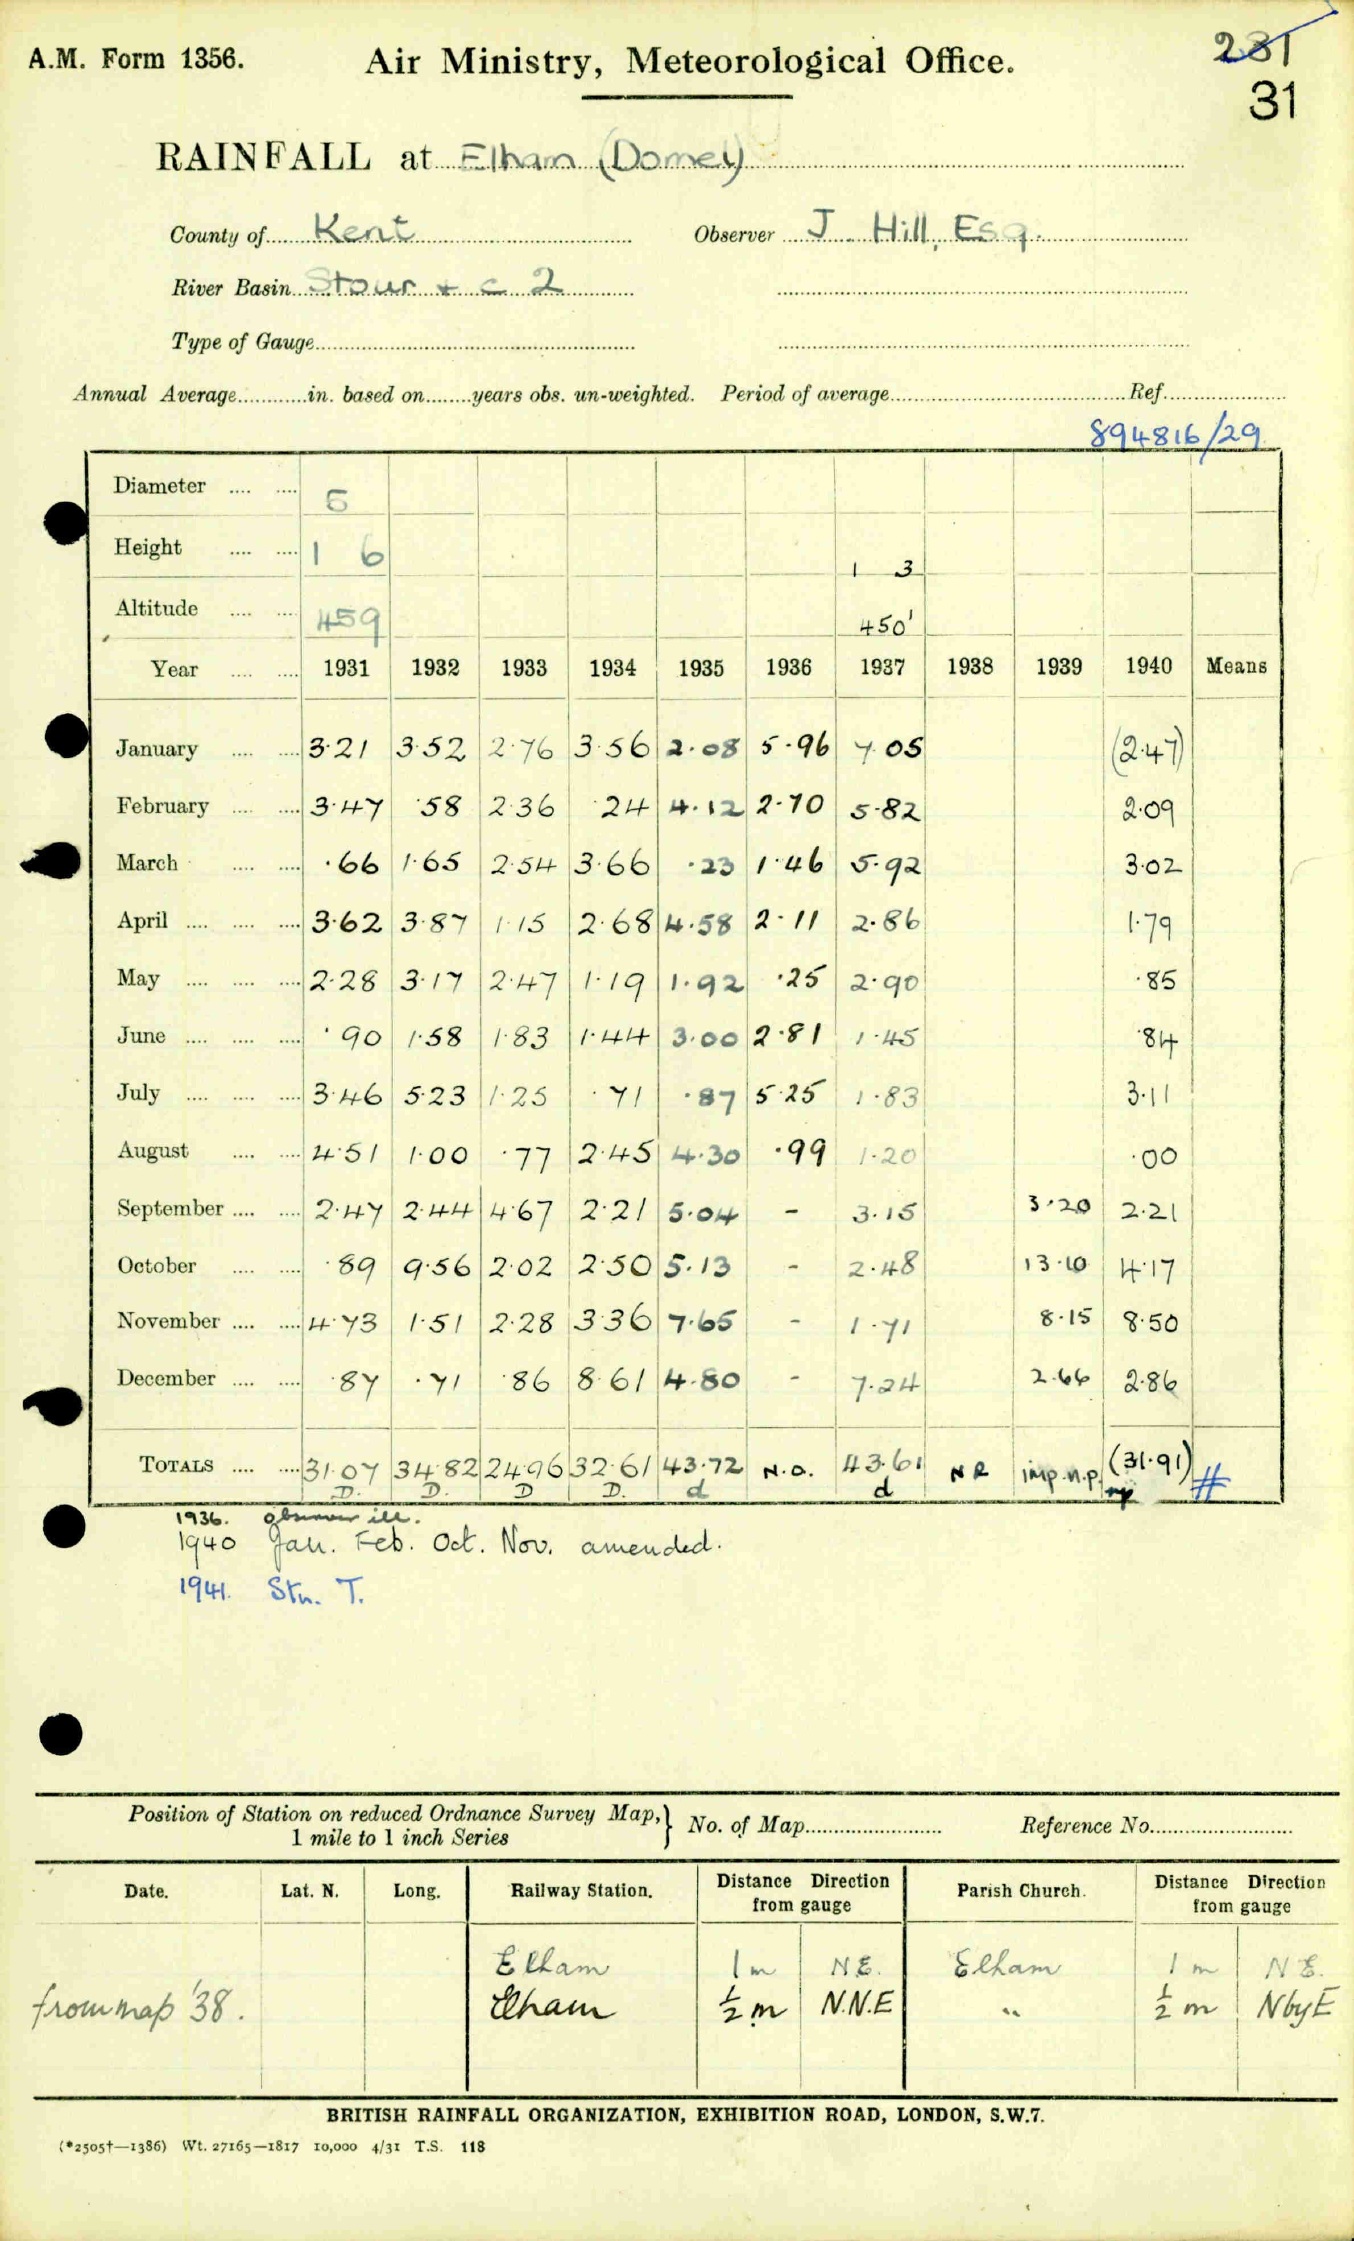 A.M. Form 1356. Air Ministry, Meteorological Office. 231
31
RAINFALL at Elham (Domey)
County of Kent Observer J. Hill, Esq.
River Basin Stour + c 2
Type of Gauge
Annual Average in. based on years obs. un-weighted. Period of average Ref.
894816/29
Diameter 5
Height 1 6 1 3
Altitude 459 450'
Year 1931 1932 1933 1934 1935 1936 1937 1938 1939 1940 Means
January 3·21 3·52 2·76 3·56 2·08 5·96 7·05 (2·47)
February 3·47 ·58 2·36 ·24 4·12 2·70 5·82 2·09
March ·66 1·65 2·54 3·66 ·23 1·46 5·92 3·02
April 3·62 3·87 1·15 2·68 4·58 2·11 2·86 1·79
May 2·28 3·17 2·47 1·19 1·92 ·25 2·90 ·85
June ·90 1·58 1·83 1·44 3·00 2·81 1·45 ·84
July 3·46 5·23 1·25 ·71 ·87 5·25 1·83 3·11
August 4·51 1·00 ·77 2·45 4·30 ·99 1·20 ·00
September 2·47 2·44 4·67 2·21 5·04 - 3·15 3·20 2·21
October ·89 9·56 2·02 2·50 5·13 - 2·48 13·10 4·17
November 4·73 1·51 2·28 3·36 7·65 - 1·71 8·15 8·50
December ·87 ·71 ·86 8·61 4·80 - 7·24 2·66 2·86
TOTALS 31·07 34·82 24·96 32·61 43·72 N.O. 43·61 NR imp.n.p. (31·91) #
D. D. D D. d d np
1936. observer ill.
1940 Jan. Feb. Oct. Nov. amended.
1941. Stn. T.
Position of Station on reduced Ordnance Survey Map,} No. of Map Reference No.
1 mile to 1 inch Series
Date. Lat. N. Long. Railway Station. Distance Direction from gauge Parish Church. Distance Direction from gauge
Elham 1 m N.E. Elham 1 m N.E.
from map '38. Elham ½ m N.N.E " ½ m N by E
BRITISH RAINFALL ORGANIZATION, EXHIBITION ROAD, LONDON, S.W.7.
(*2505†—1386) Wt. 27165—1817 10,000 4/31 T.S. 118